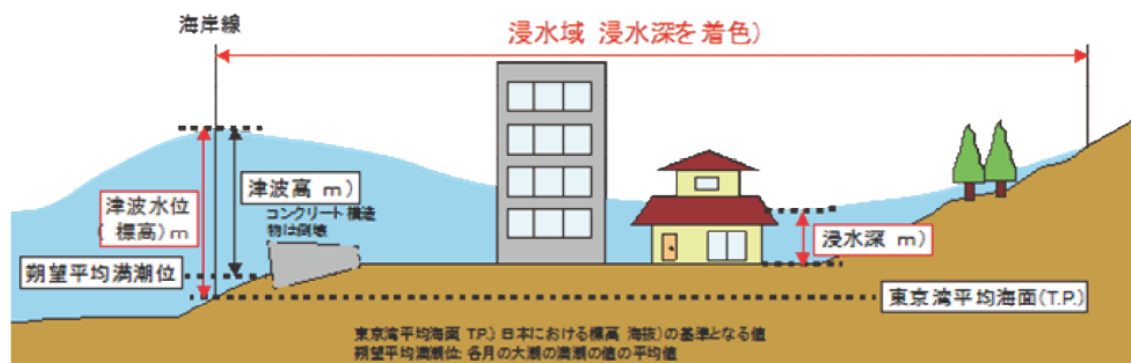 海岸線
浸水域 浸水深を着色)
津波高 m)
津波水位
( 標高) m
コンクリート構造
物は倒壊
浸水深 m)
朔望平均満潮位
東京湾平均海面(T.P.)
東京湾平均海面 T.P.) 日本における標高 海抜)の基準となる値
朔望平均満潮位: 各月の大潮の満潮の値の平均値